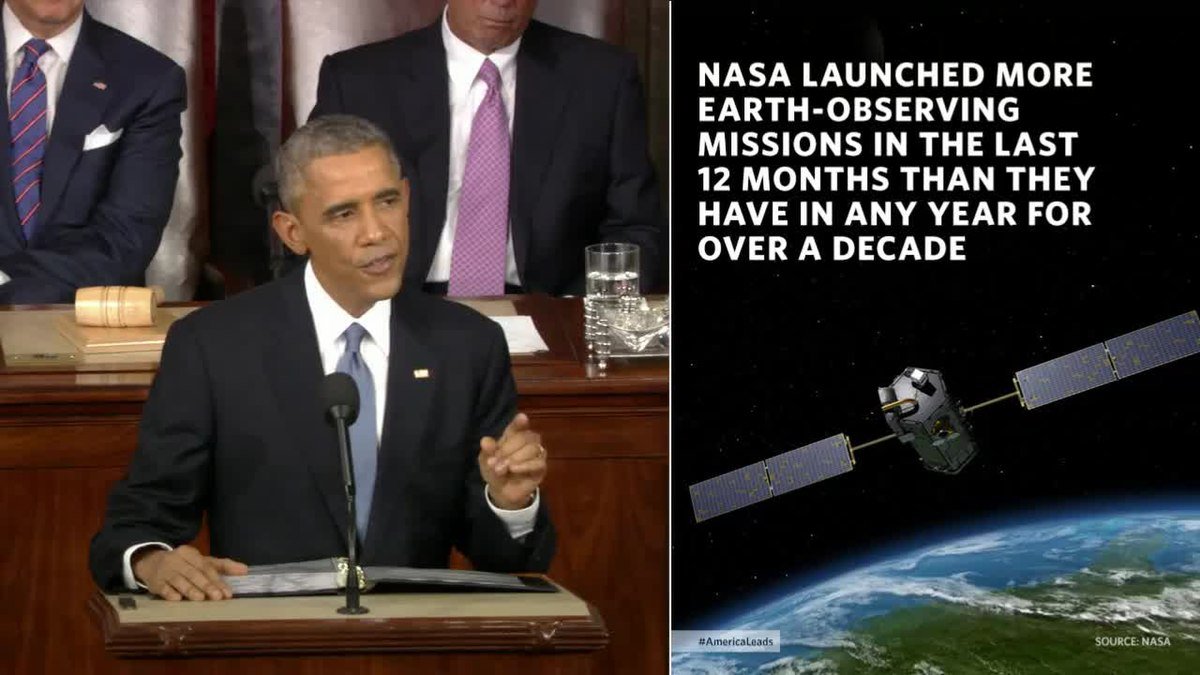 NASA LAUNCHED MORE
EARTH-OBSERVING
MISSIONS IN THE LAST
12 MONTHS THAN THEY
HAVE IN ANY YEAR FOR
OVER A DECADE
#AmericaLeads
SOURCE: NASA